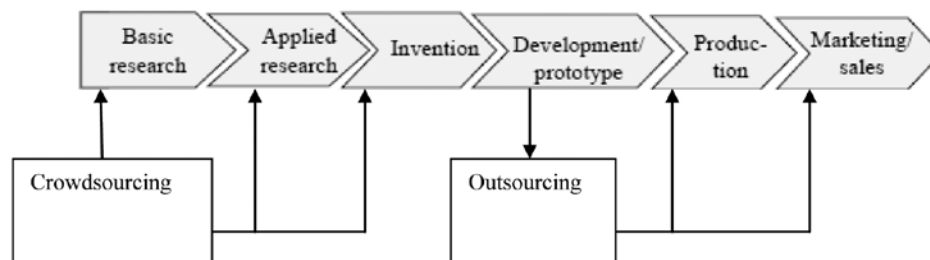 Basic
research
Applied
research
Invention
Development/
prototype
Produc-
tion
Marketing/
sales
Crowdsourcing
Outsourcing